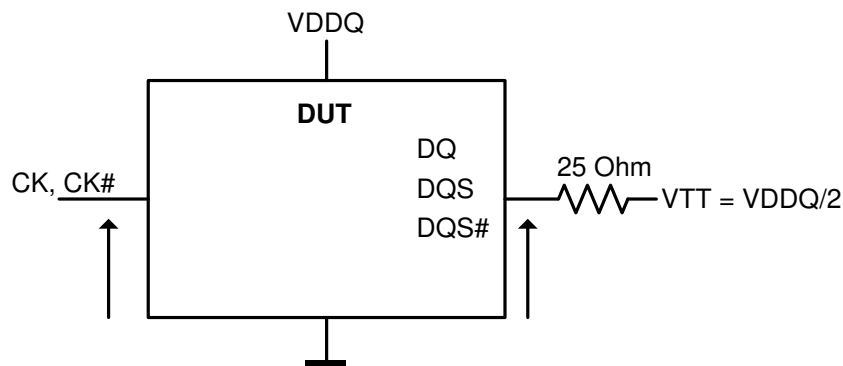 VDDQ
DUT
DQ
25 Ohm
CK, CK#
DQS
VTT = VDDQ/2
DQS#